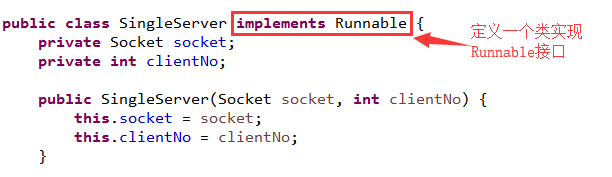 public class SingleServer implements Runnable {
private Socket socket;
private int clientNo;
public SingleServer(Socket socket, int clientNo) {
this.socket = socket;
this.clientNo = clientNo;
}
定义一个类实现
Runnable接口